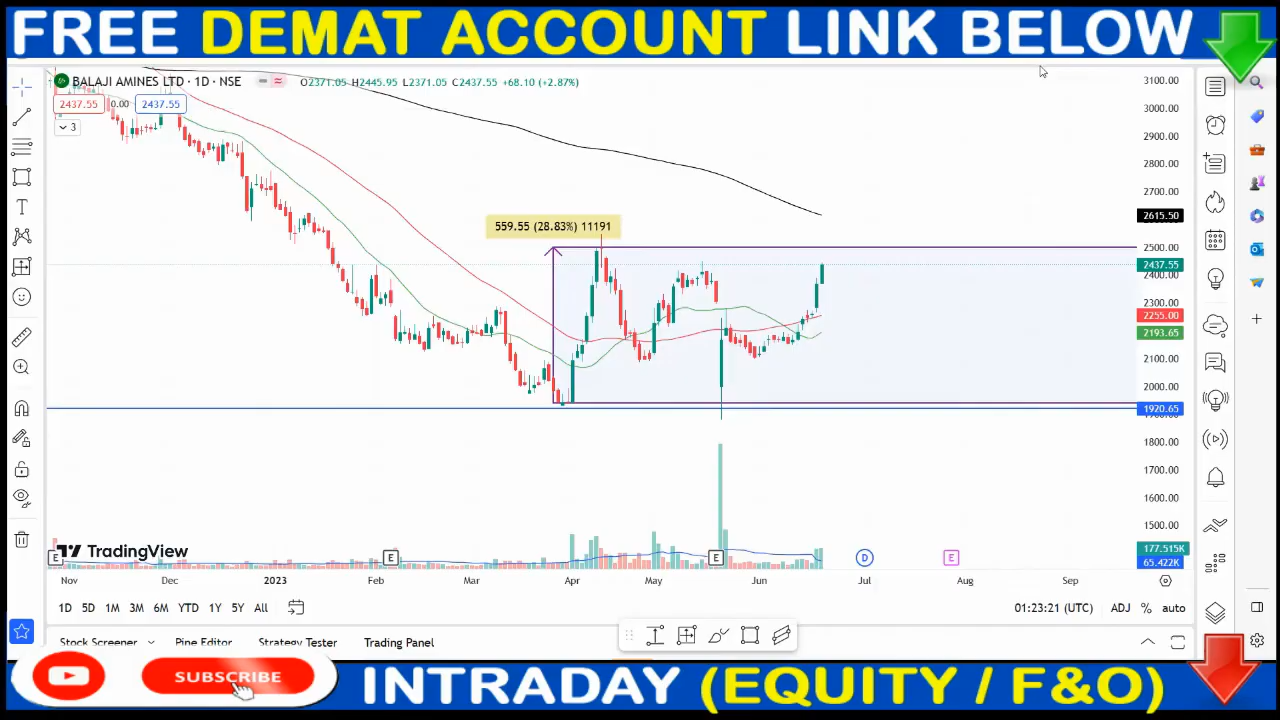 FREE DEMAT ACCOUNT LINK BELOW
BALAJI AMINES LTD · 1D · NSE
O2371.05 H2445.95 L2371.05 C2437.55 +68.10 (+2.87%)
2437.55 0.00 2437.55
3
559.55 (28.83%) 11191
3100.00
3000.00
2900.00
2800.00
2700.00
2615.50
2500.00
2437.55
2400.00
2300.00
2255.00
2193.65
2100.00
2000.00
1920.65
1800.00
1700.00
1600.00
1500.00
177.515K
65.422K
TradingView
E E E D E
Nov Dec 2023 Feb Mar Apr May Jun Jul Aug Sep
1D 5D 1M 3M 6M YTD 1Y 5Y All
01:23:21 (UTC) ADJ % auto
Stock Screener Pine Editor Strategy Tester Trading Panel
SUBSCRIBE
INTRADAY (EQUITY / F&O)